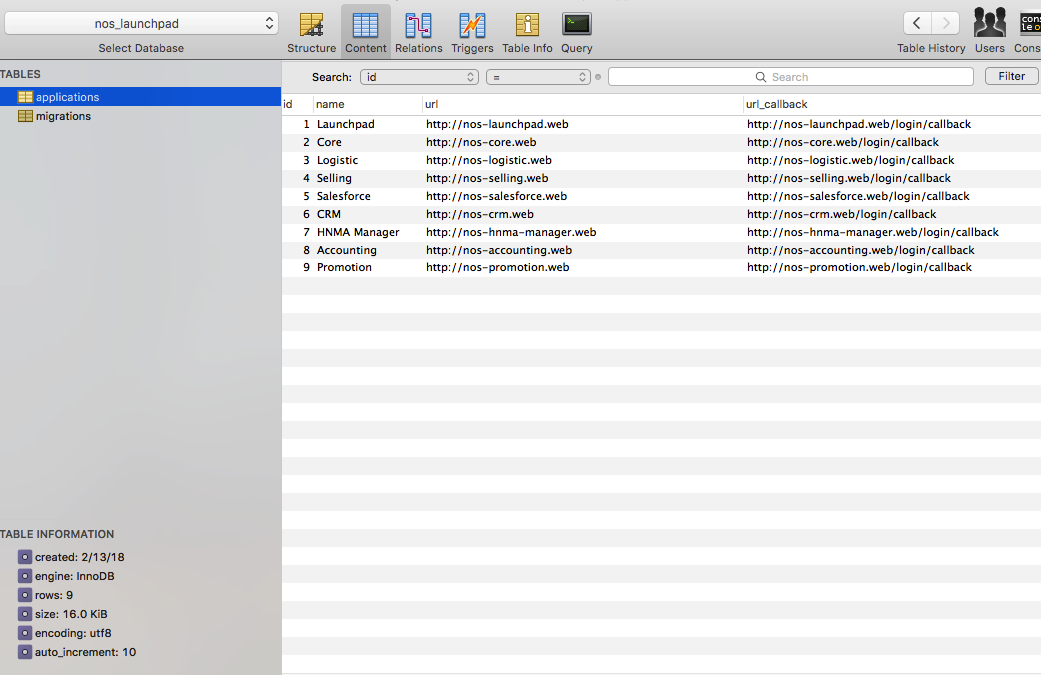 nos_launchpad
Select Database
Structure Content Relations Triggers Table Info Query
Table History Users Cons
TABLES
applications
migrations
Search: id = Search Filter
id name url url_callback
1 Launchpad http://nos-launchpad.web http://nos-launchpad.web/login/callback
2 Core http://nos-core.web http://nos-core.web/login/callback
3 Logistic http://nos-logistic.web http://nos-logistic.web/login/callback
4 Selling http://nos-selling.web http://nos-selling.web/login/callback
5 Salesforce http://nos-salesforce.web http://nos-salesforce.web/login/callback
6 CRM http://nos-crm.web http://nos-crm.web/login/callback
7 HNMA Manager http://nos-hnma-manager.web http://nos-hnma-manager.web/login/callback
8 Accounting http://nos-accounting.web http://nos-accounting.web/login/callback
9 Promotion http://nos-promotion.web http://nos-promotion.web/login/callback
TABLE INFORMATION
created: 2/13/18
engine: InnoDB
rows: 9
size: 16.0 KiB
encoding: utf8
auto_increment: 10